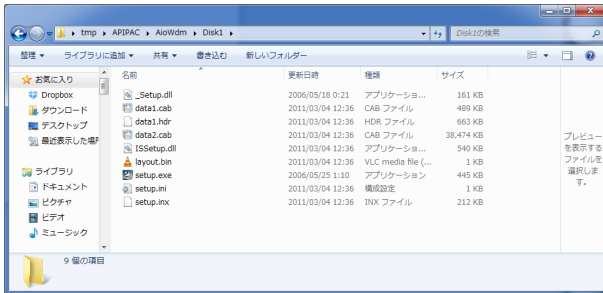 tmp ▸ APIPAC ▸ AioWdm ▸ Disk1 ▸
Disk1の検索
整理 ライブラリに追加 共有 書き込む 新しいフォルダー
お気に入り
Dropbox
ダウンロード
デスクトップ
最近表示した場所
ライブラリ
ドキュメント
ピクチャ
ビデオ
ミュージック
名前 更新日時 種類 サイズ
_Setup.dll 2006/05/18 0:21 アプリケーショ... 161 KB
data1.cab 2011/03/04 12:36 CAB ファイル 489 KB
data1.hdr 2011/03/04 12:36 HDR ファイル 663 KB
data2.cab 2011/03/04 12:36 CAB ファイル 38,474 KB
ISSetup.dll 2011/03/04 12:36 アプリケーショ... 540 KB
layout.bin 2011/03/04 12:36 VLC media file (... 1 KB
setup.exe 2006/05/25 1:10 アプリケーション 445 KB
setup.ini 2011/03/04 12:36 構成設定 1 KB
setup.inx 2011/03/04 12:36 INX ファイル 212 KB
プレビュー
を表示する
ファイルを
選択しま
す。
9 個の項目